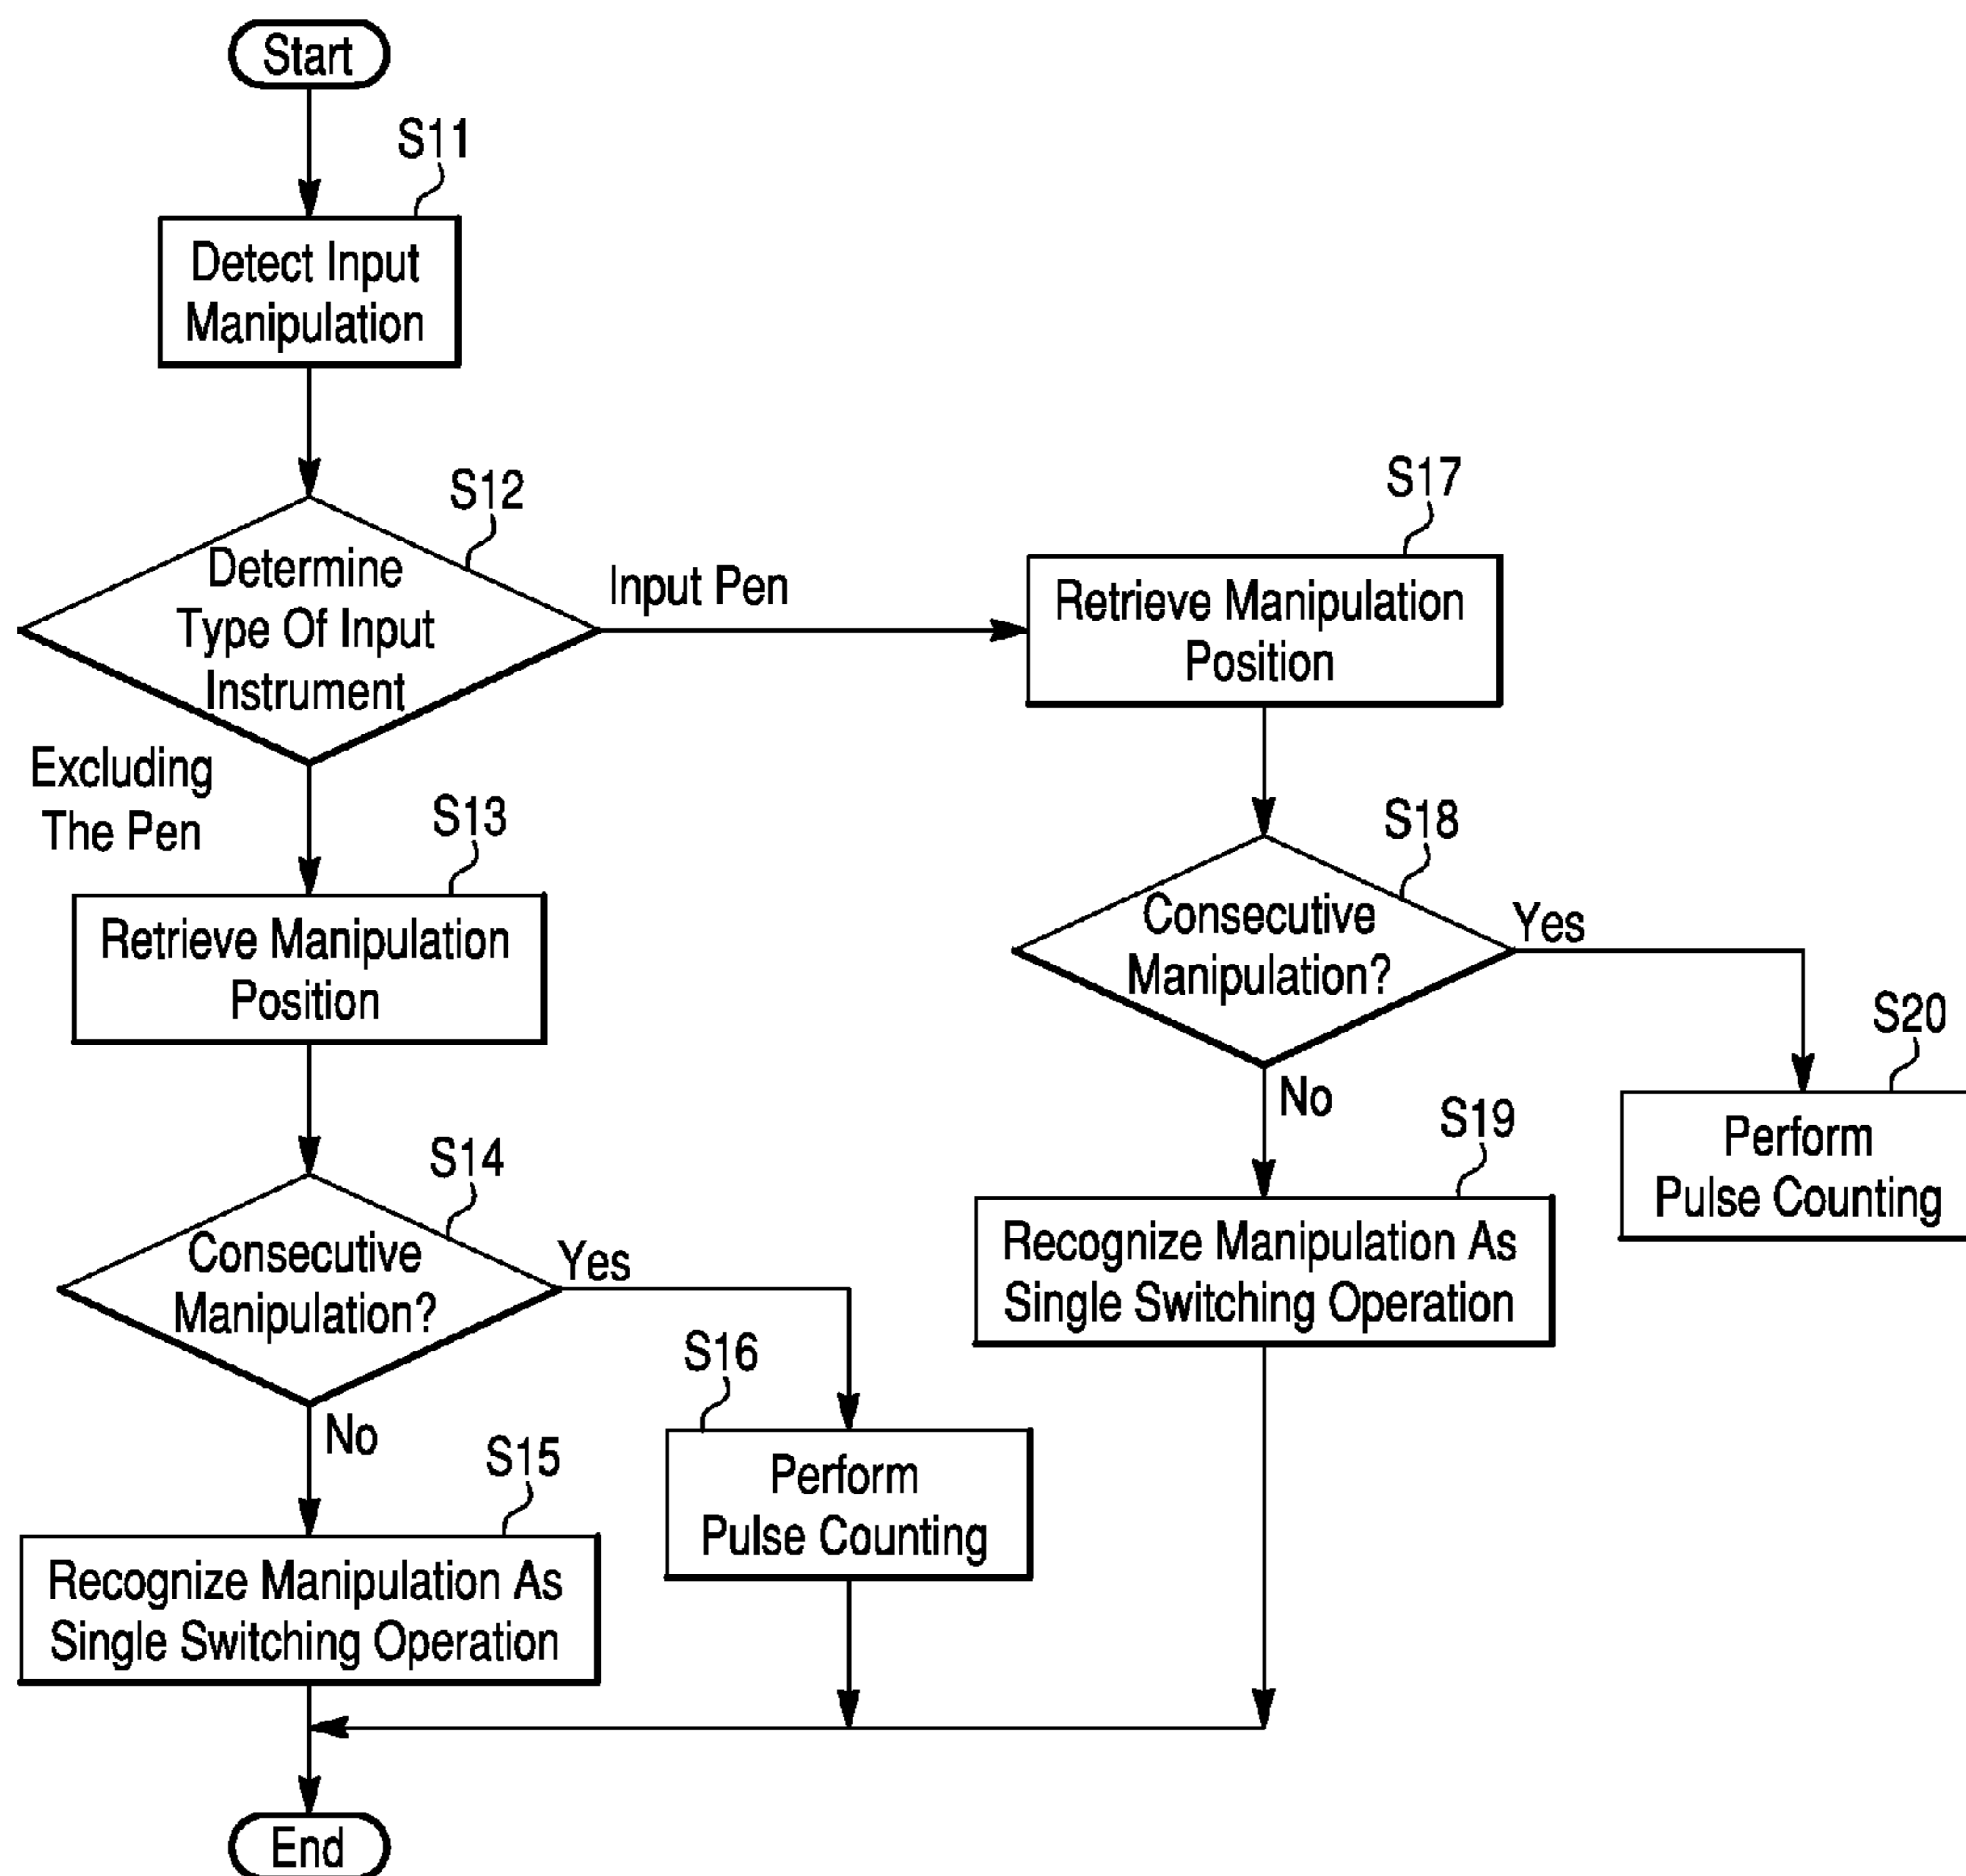 Start
S11
Detect Input
Manipulation
S12
Determine
Type Of Input
Instrument
Input Pen
Excluding
The Pen
S13
Retrieve Manipulation
Position
S14
Consecutive
Manipulation?
Yes
No
S15
Recognize Manipulation As
Single Switching Operation
S16
Perform
Pulse Counting
S17
Retrieve Manipulation
Position
S18
Consecutive
Manipulation?
Yes
No
S19
Recognize Manipulation As
Single Switching Operation
S20
Perform
Pulse Counting
End